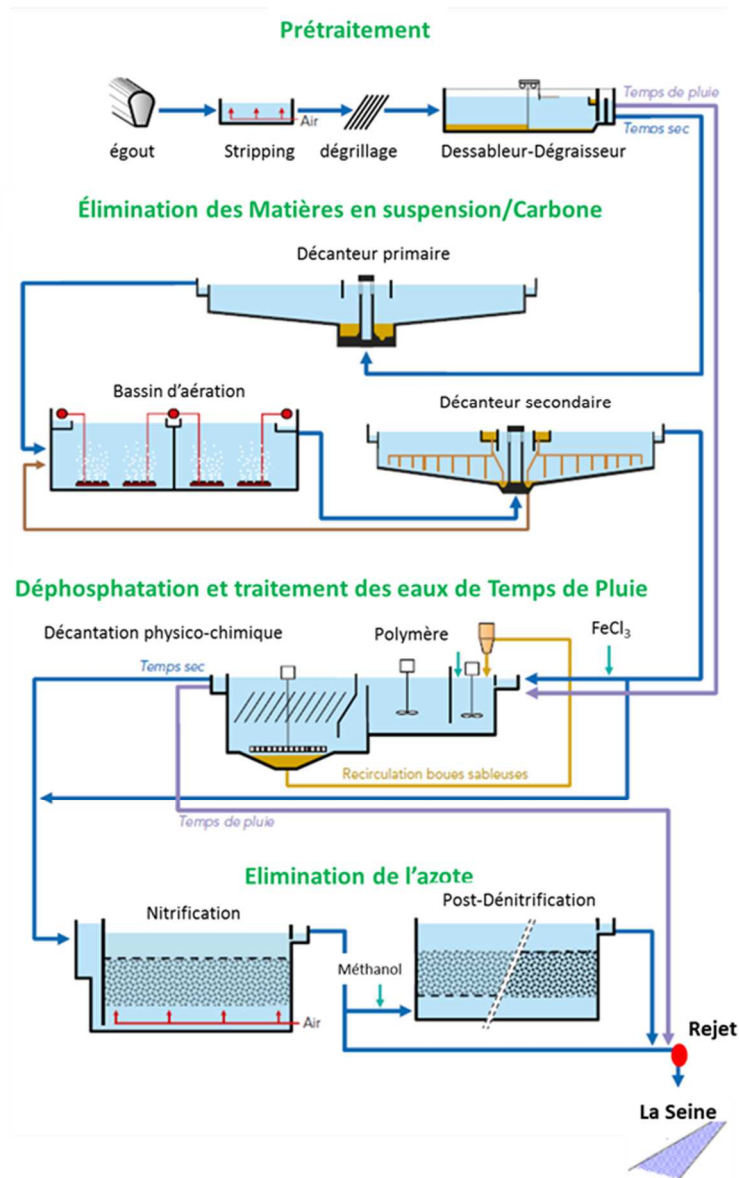 Prétraitement
Temps de pluie
Air
Temps sec
égout
Stripping
dégrillage
Dessableur-Dégraisseur
Élimination des Matières en suspension/Carbone
Décanteur primaire
Bassin d'aération
Décanteur secondaire
Déphosphatation et traitement des eaux de Temps de Pluie
Décantation physico-chimique
Polymère
FeCl₃
Temps sec
Recirculation boues sableuses
Temps de pluie
Elimination de l'azote
Nitrification
Post-Dénitrification
Méthanol
Air
Rejet
La Seine